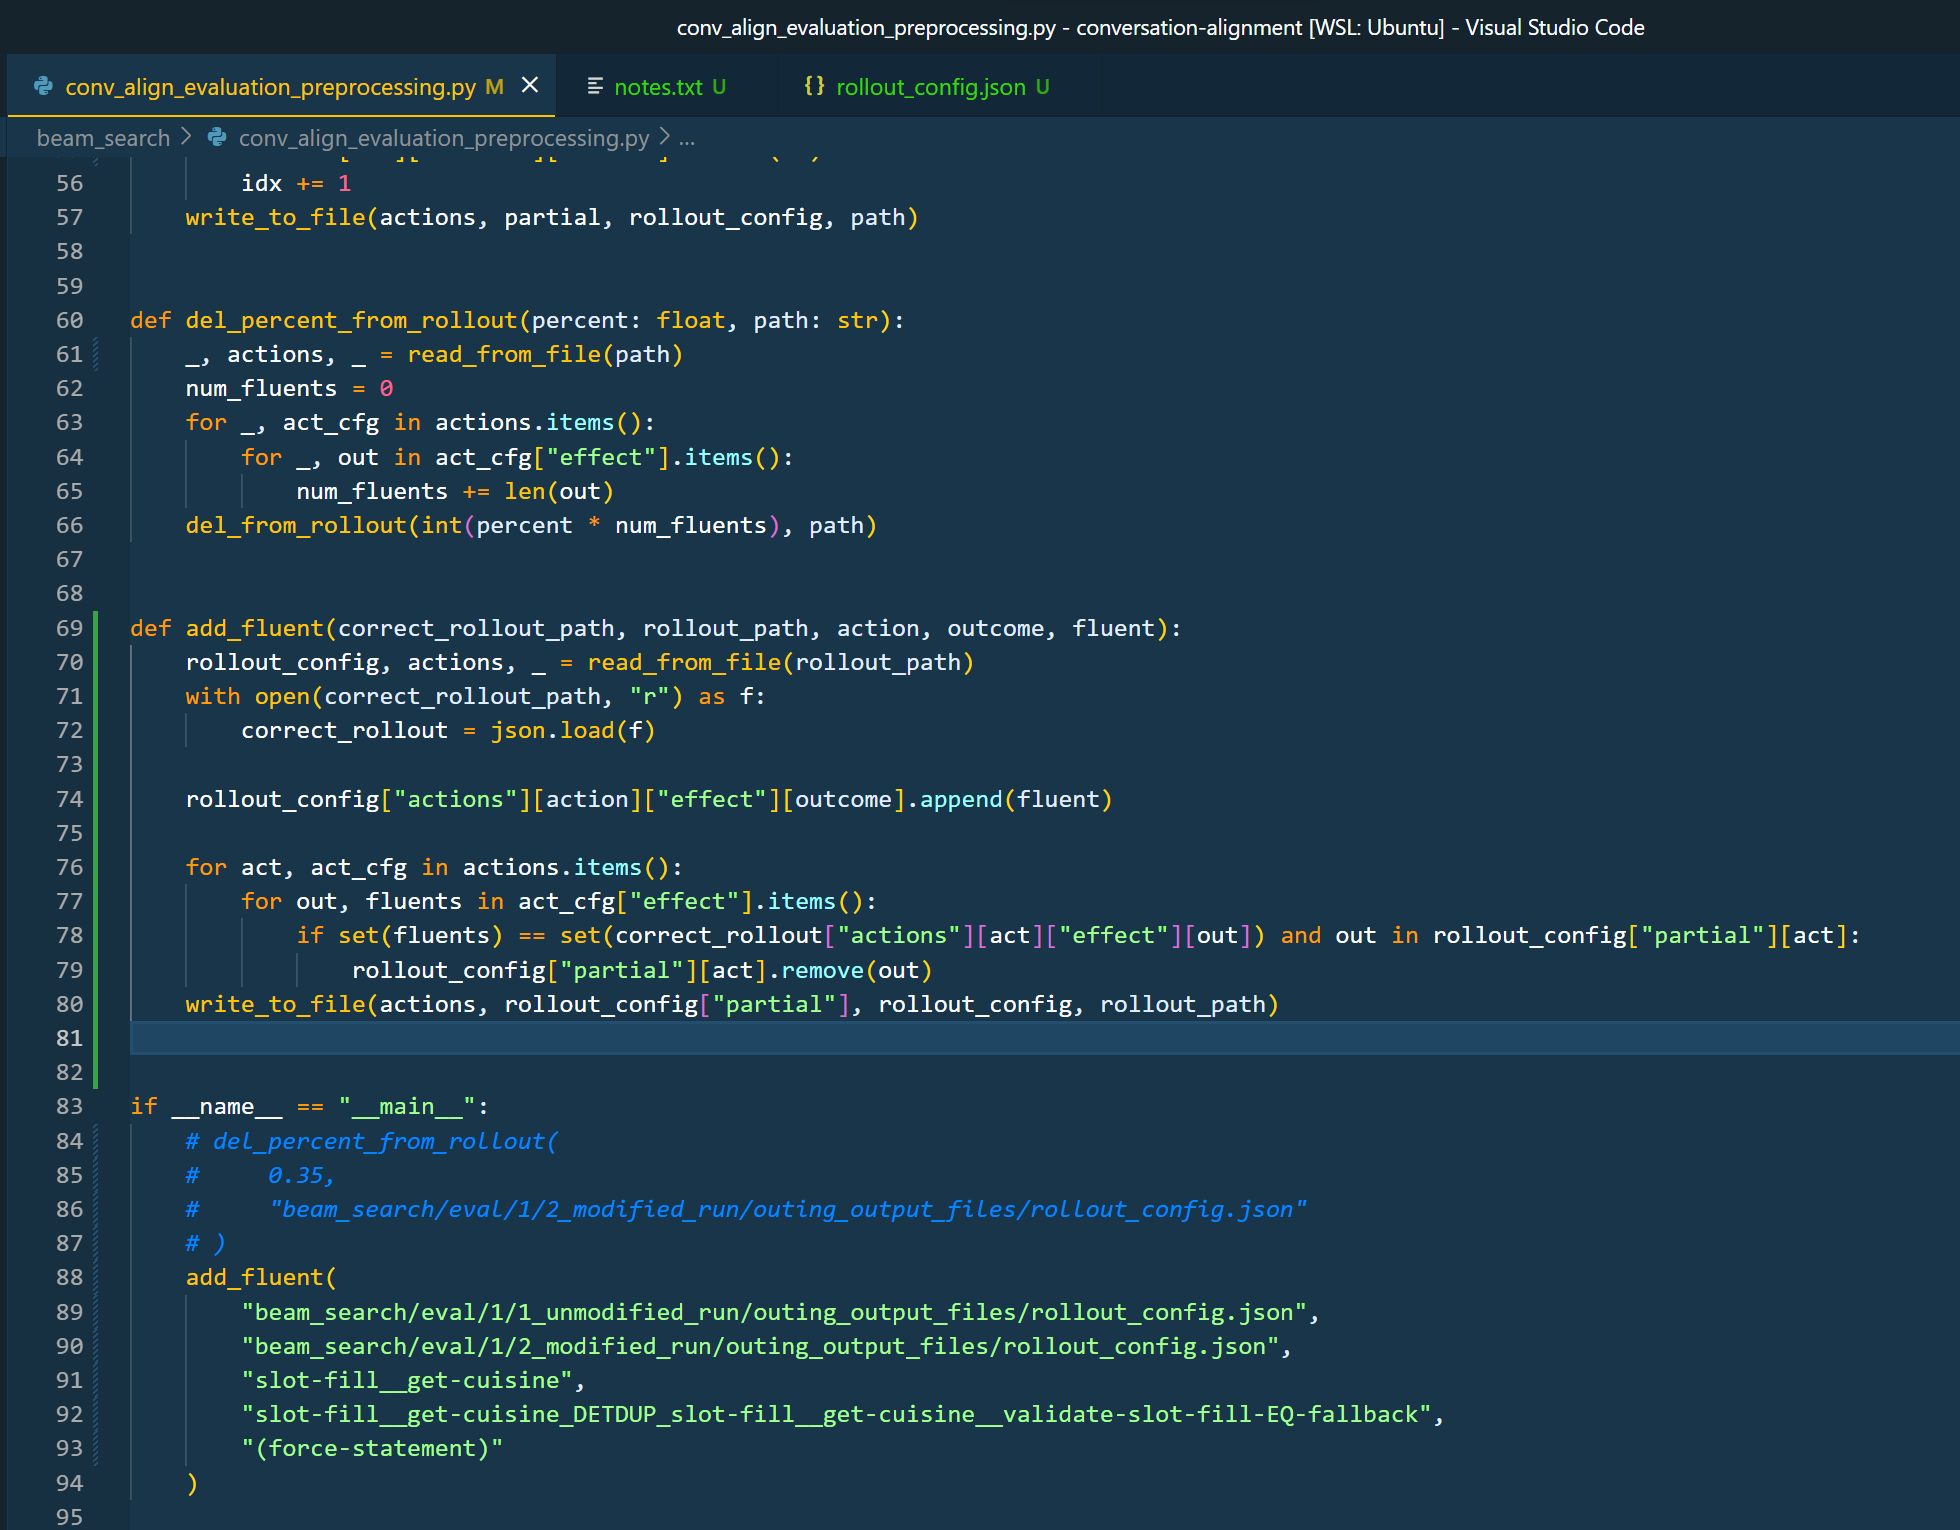 conv_align_evaluation_preprocessing.py - conversation-alignment [WSL: Ubuntu] - Visual Studio Code
conv_align_evaluation_preprocessing.py M
notes.txt U
{} rollout_config.json U
beam_search > conv_align_evaluation_preprocessing.py > ...
56         idx += 1
57     write_to_file(actions, partial, rollout_config, path)
58
59
60 def del_percent_from_rollout(percent: float, path: str):
61     _, actions, _ = read_from_file(path)
62     num_fluents = 0
63     for _, act_cfg in actions.items():
64         for _, out in act_cfg["effect"].items():
65             num_fluents += len(out)
66     del_from_rollout(int(percent * num_fluents), path)
67
68
69 def add_fluent(correct_rollout_path, rollout_path, action, outcome, fluent):
70     rollout_config, actions, _ = read_from_file(rollout_path)
71     with open(correct_rollout_path, "r") as f:
72         correct_rollout = json.load(f)
73
74     rollout_config["actions"][action]["effect"][outcome].append(fluent)
75
76     for act, act_cfg in actions.items():
77         for out, fluents in act_cfg["effect"].items():
78             if set(fluents) == set(correct_rollout["actions"][act]["effect"][out]) and out in rollout_config["partial"][act]:
79                 rollout_config["partial"][act].remove(out)
80     write_to_file(actions, rollout_config["partial"], rollout_config, rollout_path)
81
82
83 if __name__ == "__main__":
84     # del_percent_from_rollout(
85     #     0.35,
86     #     "beam_search/eval/1/2_modified_run/outing_output_files/rollout_config.json"
87     # )
88     add_fluent(
89         "beam_search/eval/1/1_unmodified_run/outing_output_files/rollout_config.json",
90         "beam_search/eval/1/2_modified_run/outing_output_files/rollout_config.json",
91         "slot-fill__get-cuisine",
92         "slot-fill__get-cuisine_DETDUP_slot-fill__get-cuisine__validate-slot-fill-EQ-fallback",
93         "(force-statement)"
94     )
95